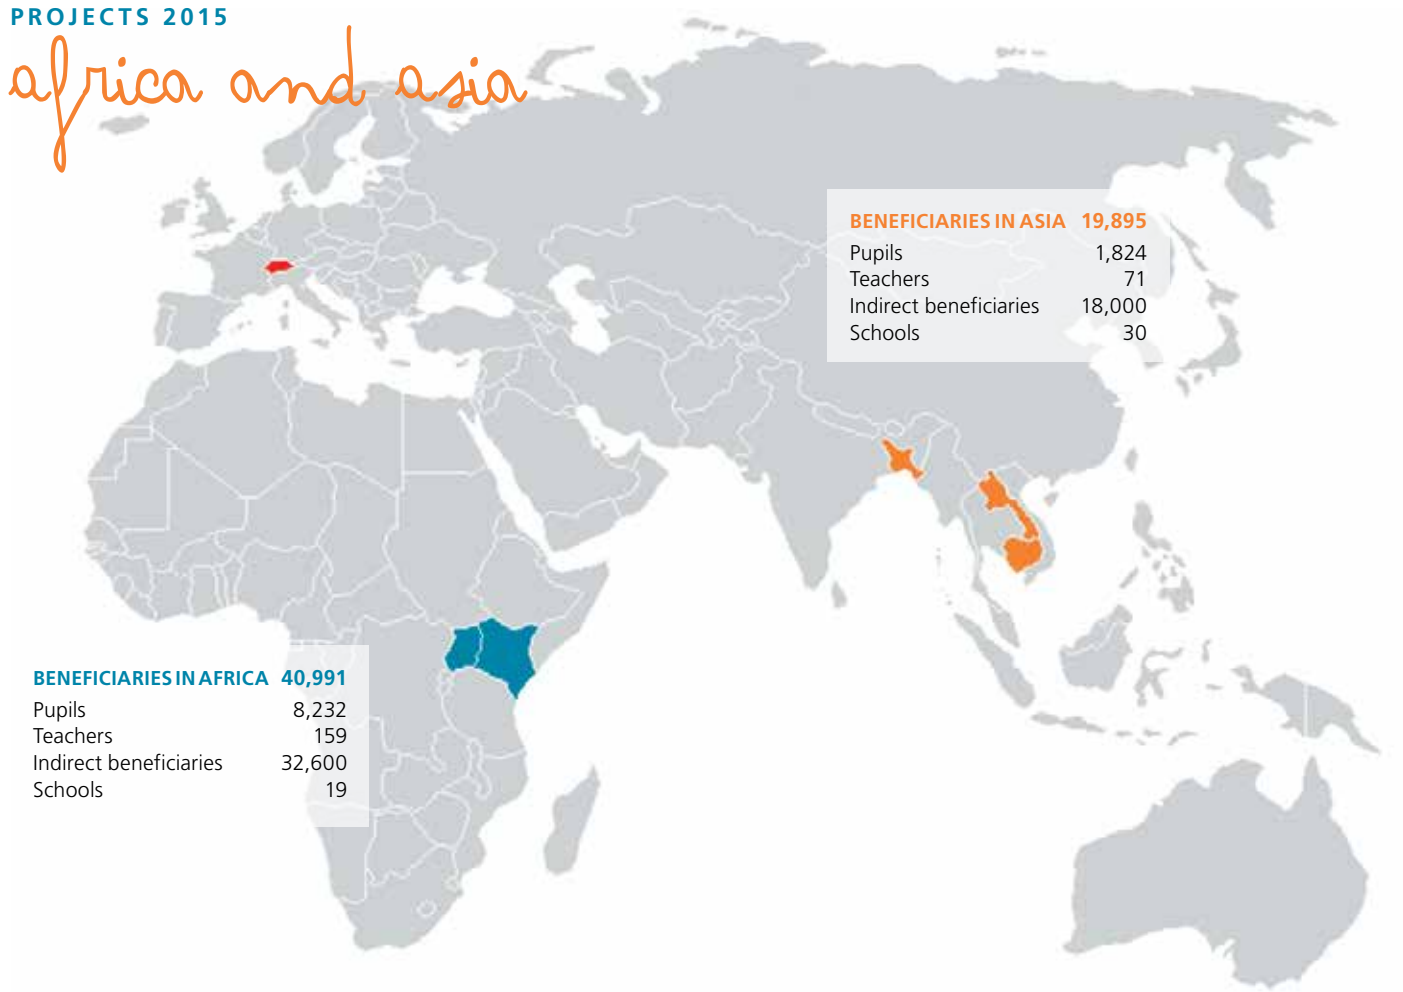 PROJECTS 2015
africa and asia
BENEFICIARIES IN ASIA 19,895
Pupils 1,824
Teachers 71
Indirect beneficiaries 18,000
Schools 30
BENEFICIARIES IN AFRICA 40,991
Pupils 8,232
Teachers 159
Indirect beneficiaries 32,600
Schools 19